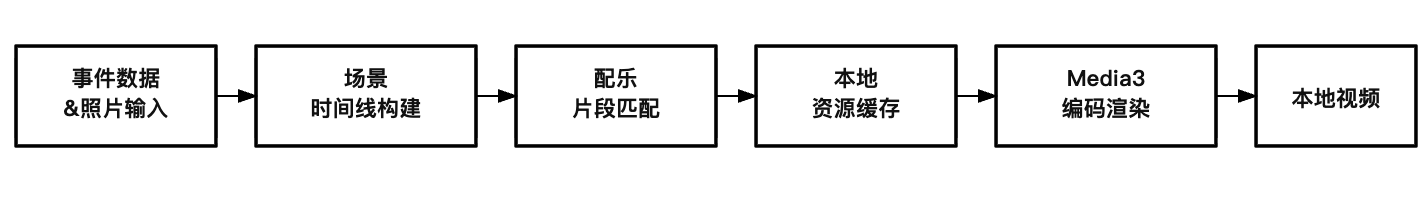 事件数据
&照片输入
场景
时间线构建
配乐
片段匹配
本地
资源缓存
Media3
编码渲染
本地视频